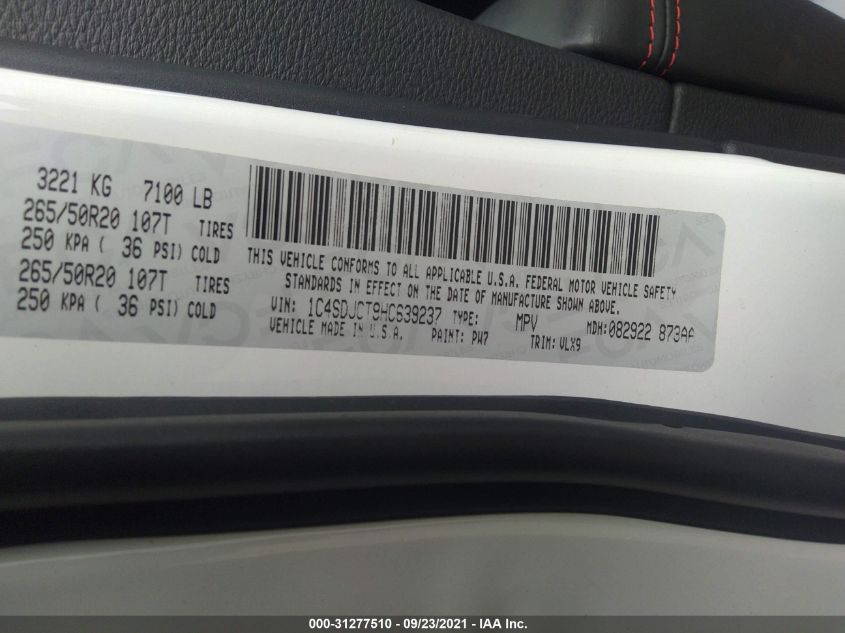 3221 KG 7100 LB
265/50R20 107T TIRES
250 KPA ( 36 PSI) COLD
265/50R20 107T TIRES
250 KPA ( 36 PSI) COLD
THIS VEHICLE CONFORMS TO ALL APPLICABLE U.S.A. FEDERAL MOTOR VEHICLE SAFETY
STANDARDS IN EFFECT ON THE DATE OF MANUFACTURE SHOWN ABOVE.
VIN: 1C4SDJCT9HC639237 TYPE: MPV MDH:082922 873AA
VEHICLE MADE IN U.S.A. PAINT: PW7 TRIM: VLX9
000-31277510 - 09/23/2021 - IAA Inc.